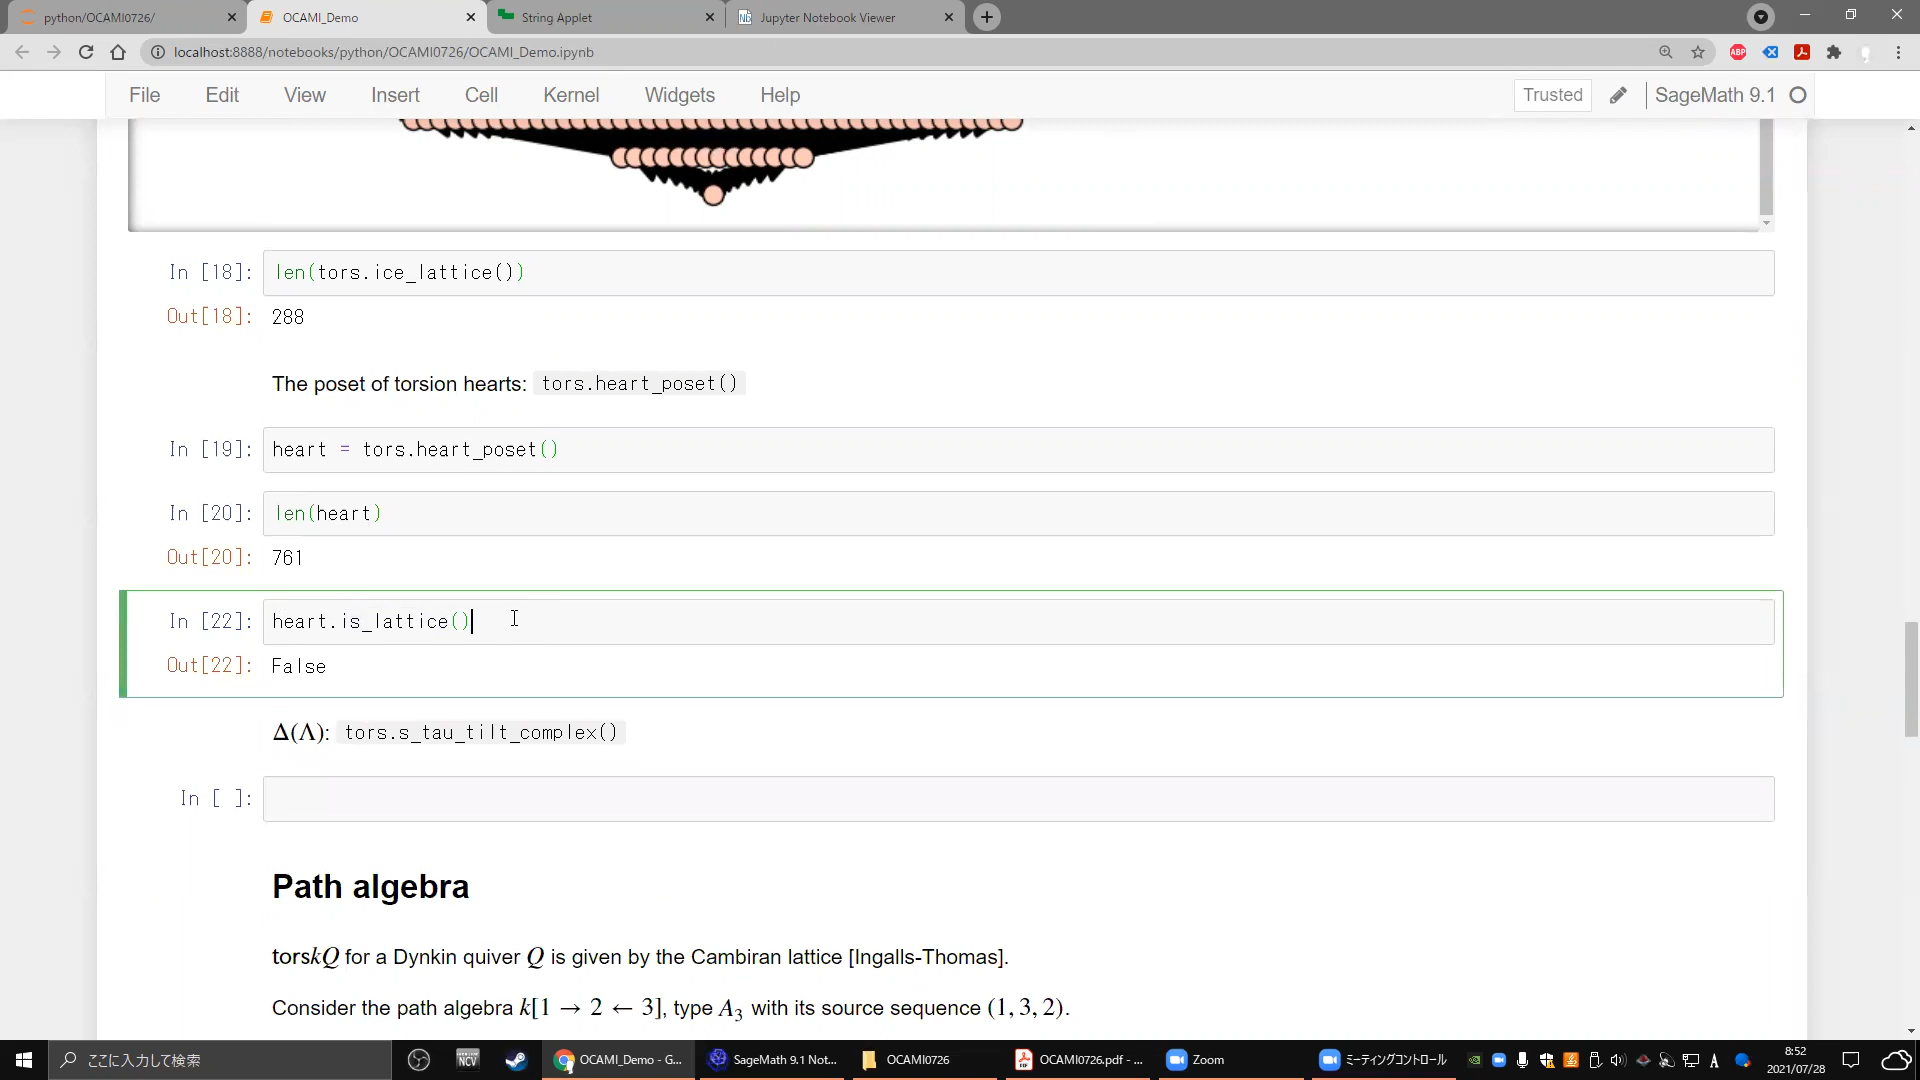 python/OCAMI0726/
OCAMI_Demo
String Applet
Jupyter Notebook Viewer
localhost:8888/notebooks/python/OCAMI0726/OCAMI_Demo.ipynb
File Edit View Insert Cell Kernel Widgets Help
Trusted
SageMath 9.1
In [18]: len(tors.ice_lattice())
Out[18]: 288
The poset of torsion hearts: tors.heart_poset()
In [19]: heart = tors.heart_poset()
In [20]: len(heart)
Out[20]: 761
In [22]: heart.is_lattice()
Out[22]: False
Δ(Λ): tors.s_tau_tilt_complex()
In [ ]:
Path algebra
torskQ for a Dynkin quiver Q is given by the Cambiran lattice [Ingalls-Thomas].
Consider the path algebra k[1 → 2 ← 3], type A₃ with its source sequence (1, 3, 2).
ここに入力して検索
NCV
OCAMI_Demo - G...
SageMath 9.1 Not...
OCAMI0726
OCAMI0726.pdf - ...
Zoom
ミーティングコントロール
A
8:52
2021/07/28